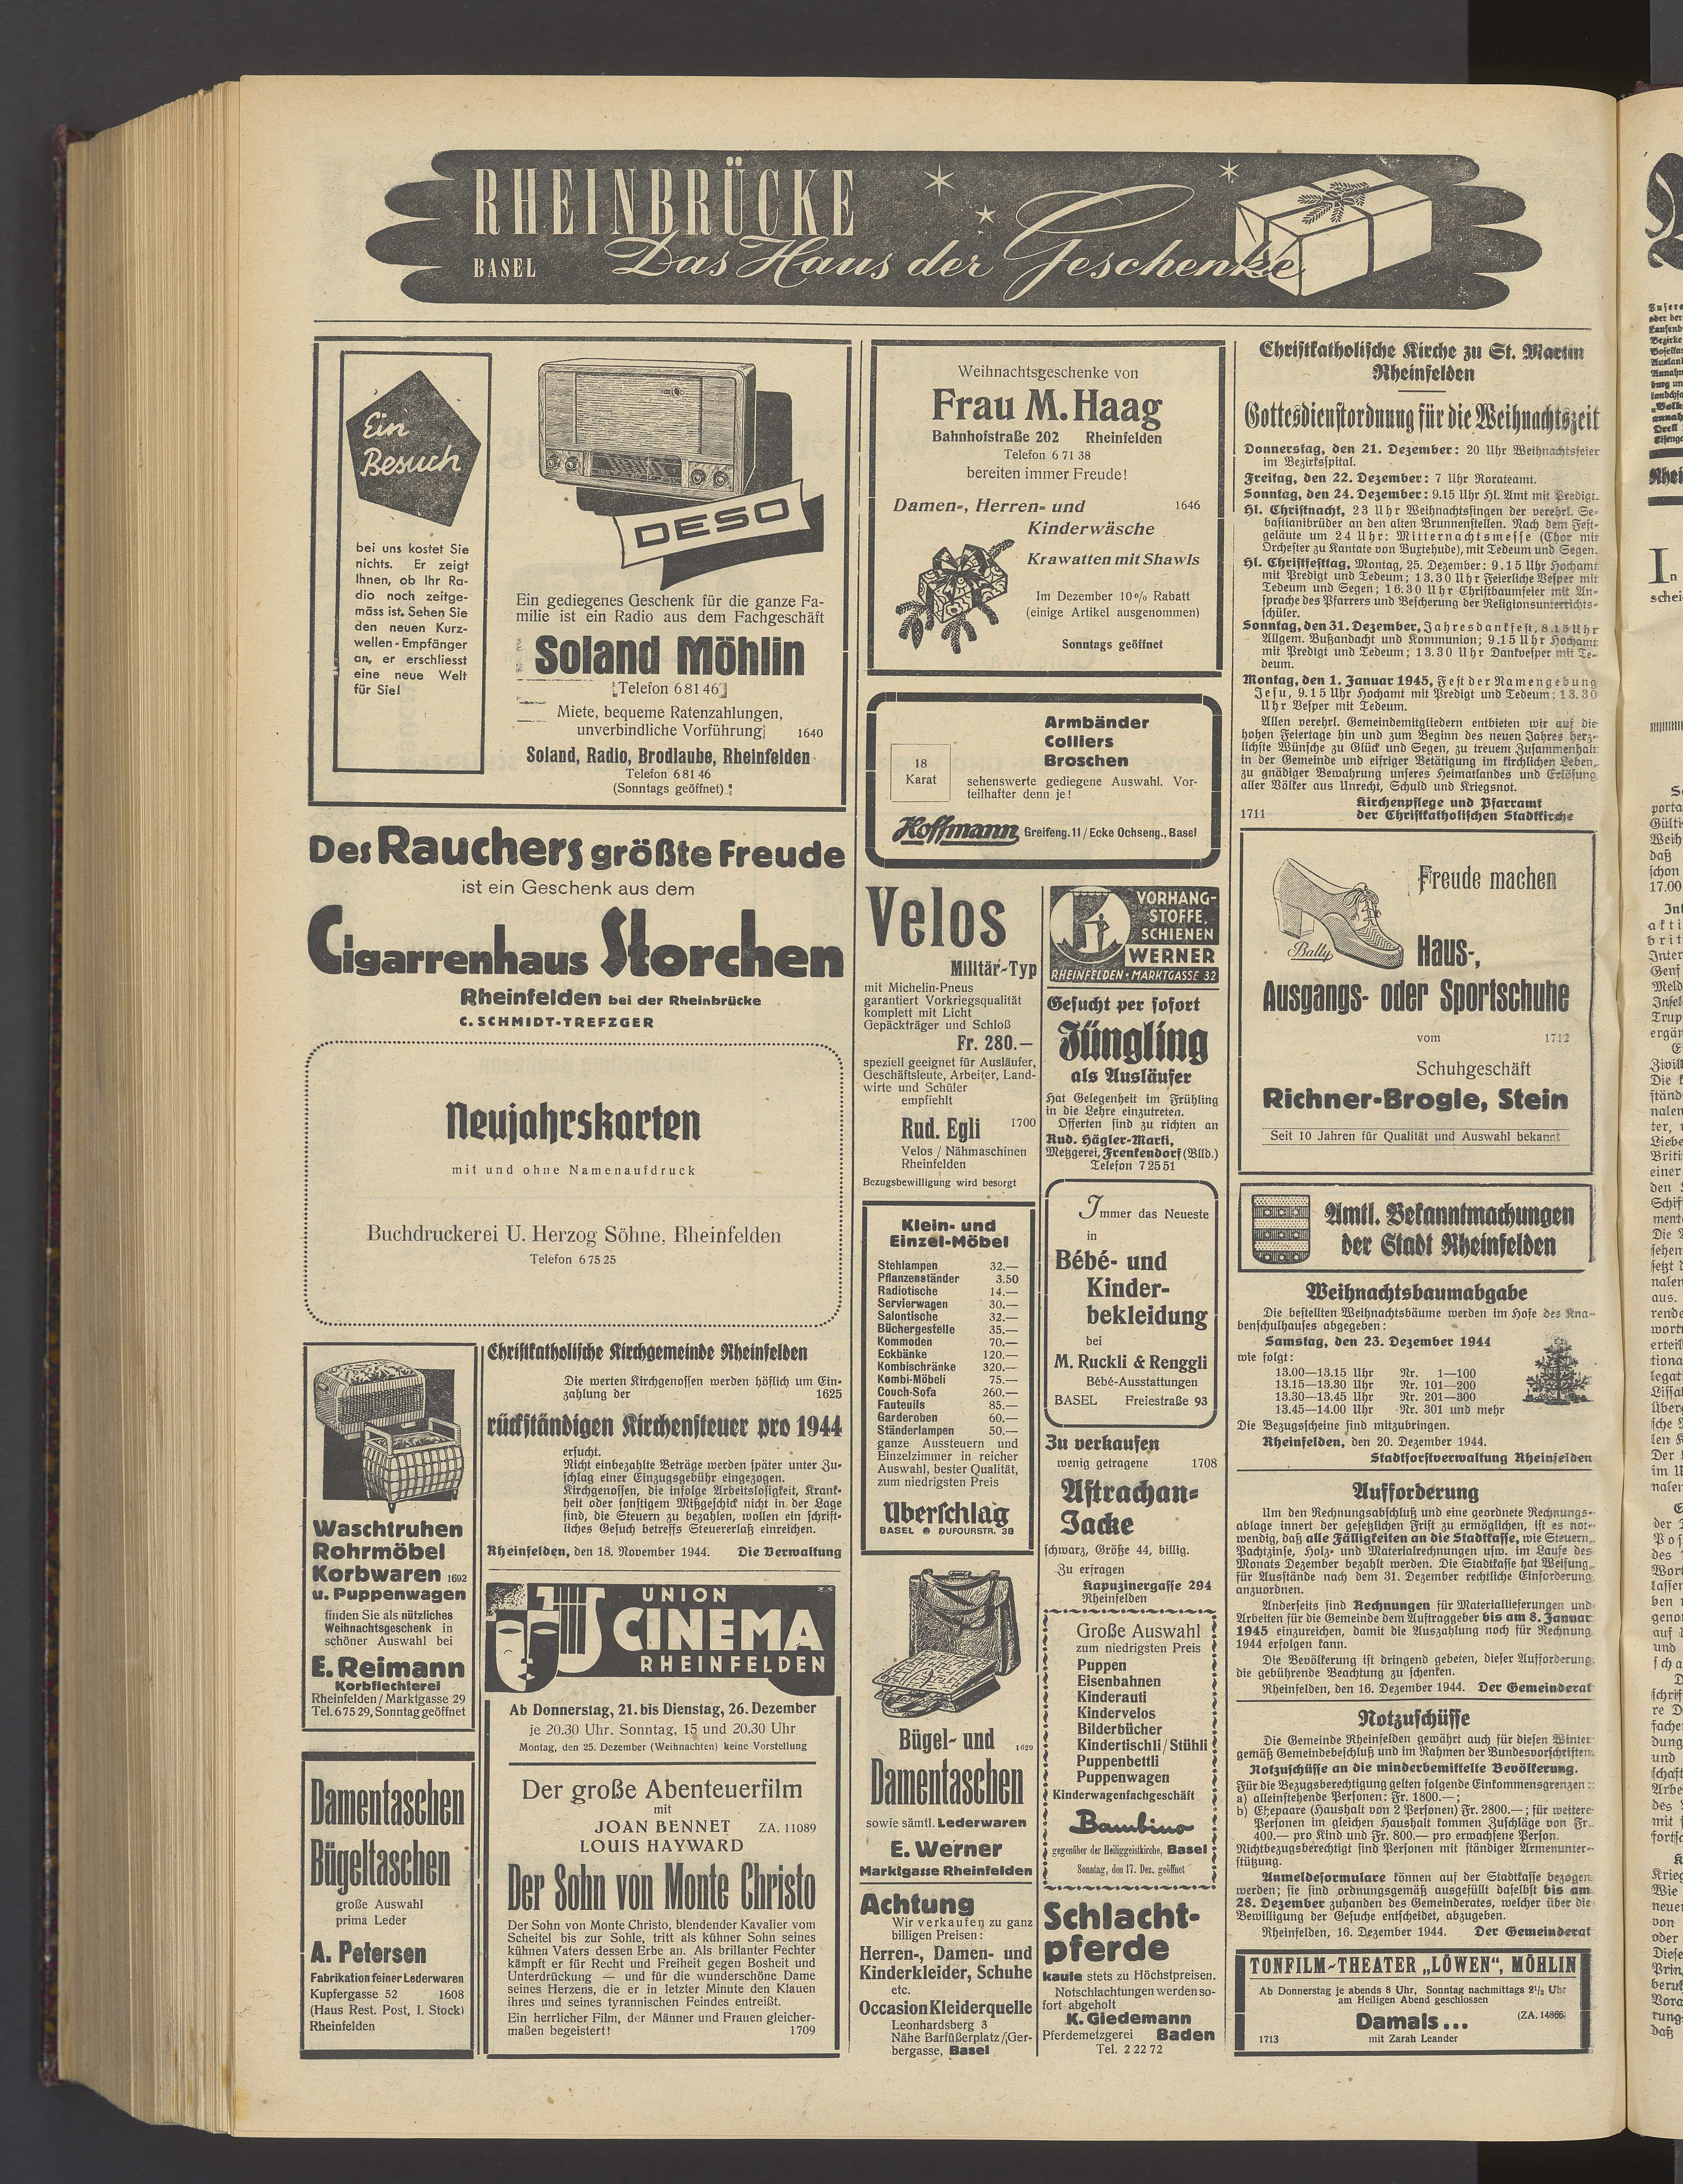 RHEINBRÜCKE
BASEL
Das Haus der Geschenke
Ein
Besuch
bei uns kostet Sie
nichts. Er zeigt
Ihnen, ob Ihr Ra-
dio noch zeitge-
mäss ist. Sehen Sie
den neuen Kurz-
wellen-Empfänger
an, er erschliesst
eine neue Welt
für Sie!
DESO
Ein gediegenes Geschenk für die ganze Fa-
milie ist ein Radio aus dem Fachgeschäft
Soland Möhlin
Telefon 6 81 46
Miete, bequeme Ratenzahlungen,
unverbindliche Vorführung
1640
Soland, Radio, Brodlaube, Rheinfelden
Telefon 6 81 46
(Sonntags geöffnet)
Des Rauchers größte Freude
ist ein Geschenk aus dem
Cigarrenhaus Storchen
Rheinfelden bei der Rheinbrücke
C. SCHMIDT-TREFZGER
Neujahrskarten
mit und ohne Namenaufdruck
Buchdruckerei U. Herzog Söhne, Rheinfelden
Telefon 6 75 25
Waschtruhen
Rohrmöbel
Korbwaren 1692
u. Puppenwagen
finden Sie als nützliches
Weihnachtsgeschenk in
schöner Auswahl bei
E. Reimann
Korbflechterei
Rheinfelden / Marktgasse 29
Tel. 6 75 29, Sonntag geöffnet
Damentaschen
Bügeltaschen
große Auswahl
prima Leder
A. Petersen
Fabrikation feiner Lederwaren
Kupfergasse 52 1608
(Haus Rest. Post, I. Stock)
Rheinfelden
Christkatholische Kirchgemeinde Rheinfelden
Die werten Kirchgenossen werden höflich um Ein-
zahlung der 1625
rückständigen Kirchensteuer pro 1944
ersucht.
Nicht einbezahlte Beträge werden später unter Zu-
schlag einer Einzugsgebühr eingezogen.
Kirchgenossen, die infolge Arbeitslosigkeit, Krank-
heit oder sonstigem Mißgeschick nicht in der Lage
sind, die Steuern zu bezahlen, wollen ein schrift-
liches Gesuch betreffs Steuererlaß einreichen.
Rheinfelden, den 18. November 1944. Die Verwaltung
UNION
CINEMA
RHEINFELDEN
Ab Donnerstag, 21. bis Dienstag, 26. Dezember
je 20.30 Uhr. Sonntag, 15 und 20.30 Uhr
Montag, den 25. Dezember (Weihnachten) keine Vorstellung
Der große Abenteuerfilm
mit
JOAN BENNET ZA. 11089
LOUIS HAYWARD
Der Sohn von Monte Christo
Der Sohn von Monte Christo, blendender Kavalier vom
Scheitel bis zur Sohle, tritt als kühner Sohn seines
kühnen Vaters dessen Erbe an. Als brillanter Fechter
kämpft er für Recht und Freiheit gegen Bosheit und
Unterdrückung — und für die wunderschöne Dame
seines Herzens, die er in letzter Minute den Klauen
ihres und seines tyrannischen Feindes entreißt.
Ein herrlicher Film, der Männer und Frauen gleicher-
maßen begeistert! 1709
Weihnachtsgeschenke von
Frau M. Haag
Bahnhofstraße 202 Rheinfelden
Telefon 6 71 38
bereiten immer Freude!
Damen-, Herren- und 1646
Kinderwäsche
Krawatten mit Shawls
Im Dezember 10% Rabatt
(einige Artikel ausgenommen)
Sonntags geöffnet
Armbänder
Colliers
Broschen
18
Karat
sehenswerte gediegene Auswahl. Vor-
teilhafter denn je!
Hoffmann Greifeng. 11 / Ecke Ochseng., Basel
Velos
Militär-Typ
mit Michelin-Pneus
garantiert Vorkriegsqualität
komplett mit Licht
Gepäckträger und Schloß
Fr. 280.—
speziell geeignet für Ausläufer,
Geschäftsleute, Arbeiter, Land-
wirte und Schüler
empfiehlt
Rud. Egli 1700
Velos / Nähmaschinen
Rheinfelden
Bezugsbewilligung wird besorgt
Klein- und
Einzel-Möbel
Stehlampen 32.—
Pflanzenständer 3.50
Radiotische 14.—
Servierwagen 30.—
Salontische 32.—
Büchergestelle 35.—
Kommoden 70.—
Eckbänke 120.—
Kombischränke 320.—
Kombi-Möbeli 75.—
Couch-Sofa 260.—
Fauteuils 85.—
Garderoben 60.—
Ständerlampen 50.—
ganze Aussteuern und
Einzelzimmer in reicher
Auswahl, bester Qualität,
zum niedrigsten Preis
Überschlag
BASEL DUFOURSTR. 38
Bügel- und 1629
Damentaschen
sowie sämtl. Lederwaren
E. Werner
Marktgasse Rheinfelden
Achtung
Wir verkaufen zu ganz
billigen Preisen:
Herren-, Damen- und
Kinderkleider, Schuhe
etc.
Occasion Kleiderquelle
Leonhardsberg 3
Nähe Barfüßerplatz / Ger-
bergasse, Basel
VORHANG-
STOFFE,
SCHIENEN
WERNER
RHEINFELDEN · MARKTGASSE 32
Gesucht per sofort
Jüngling
als Ausläufer
Hat Gelegenheit im Frühling
in die Lehre einzutreten.
Offerten sind zu richten an
Rud. Hägler-Marti,
Metzgerei, Frenkendorf (Blld.)
Telefon 7 25 51
Immer das Neueste
in
Bébé- und
Kinder-
bekleidung
bei
M. Ruckli & Renggli
Bébé-Ausstattungen
BASEL Freiestraße 93
Zu verkaufen
wenig getragene 1708
Astrachan-
Jacke
schwarz, Größe 44, billig.
Zu erfragen
Kapuzinergasse 294
Rheinfelden
Große Auswahl
zum niedrigsten Preis
Puppen
Eisenbahnen
Kinderauti
Kindervelos
Bilderbücher
Kindertischli / Stühli
Puppenbettli
Puppenwagen
Kinderwagenfachgeschäft
Bambino
gegenüber der Heiliggeistkirche, Basel
Sonntag, den 17. Dez. geöffnet
Schlacht-
pferde
kaufe stets zu Höchstpreisen.
Notschlachtungen werden so-
fort abgeholt
K. Giedemann
Pferdemetzgerei Baden
Tel. 2 22 72
Christkatholische Kirche zu St. Martin
Rheinfelden
Gottesdienstordnung für die Weihnachtszeit
Donnerstag, den 21. Dezember: 20 Uhr Weihnachtsfeier
im Bezirksspital.
Freitag, den 22. Dezember: 7 Uhr Rorateamt.
Sonntag, den 24. Dezember: 9.15 Uhr Hl. Amt mit Predigt.
Hl. Christnacht, 23 Uhr Weihnachtsingen der verehrl. Se-
bastianibrüder an den alten Brunnenstellen. Nach dem Fest-
geläute um 24 Uhr: Mitternachtsmesse (Chor mit
Orchester zu Kantate von Buxtehude), mit Tedeum und Segen.
Hl. Christfesttag, Montag, 25. Dezember: 9.15 Uhr Hochamt
mit Predigt und Tedeum; 13.30 Uhr Feierliche Vesper mit
Tedeum und Segen; 16.30 Uhr Christbaumfeier mit An-
sprache des Pfarrers und Bescherung der Religionsunterrichts-
schüler.
Sonntag, den 31. Dezember, Jahresdankfest, 8.15 Uhr
Allgem. Bußandacht und Kommunion; 9.15 Uhr Hochamt
mit Predigt und Tedeum; 13.30 Uhr Dankvesper mit Te-
deum.
Montag, den 1. Januar 1945, Fest der Namengebung
Jesu, 9.15 Uhr Hochamt mit Predigt und Tedeum; 13.30
Uhr Vesper mit Tedeum.
Allen verehrl. Gemeindemitgliedern entbieten wir auf die
hohen Feiertage hin und zum Beginn des neuen Jahres herz-
lichste Wünsche zu Glück und Segen, zu treuem Zusammenhalt
in der Gemeinde und eifriger Betätigung im kirchlichen Leben,
zu gnädiger Bewahrung unseres Heimatlandes und Erlösung
aller Völker aus Unrecht, Schuld und Kriegsnot.
Kirchenpflege und Pfarramt
1711 der Christkatholischen Stadtkirche
Freude machen
Bally
Haus-,
Ausgangs- oder Sportschuhe
vom 1712
Schuhgeschäft
Richner-Brogle, Stein
Seit 10 Jahren für Qualität und Auswahl bekannt
Amtl. Bekanntmachungen
der Stadt Rheinfelden
Weihnachtsbaumabgabe
Die bestellten Weihnachtsbäume werden im Hofe des Kna-
benschulhauses abgegeben:
Samstag, den 23. Dezember 1944
wie folgt:
13.00—13.15 Uhr Nr. 1—100
13.15—13.30 Uhr Nr. 101—200
13.30—13.45 Uhr Nr. 201—300
13.45—14.00 Uhr Nr. 301 und mehr
Die Bezugsscheine sind mitzubringen.
Rheinfelden, den 20. Dezember 1944.
Stadtforstverwaltung Rheinfelden
Aufforderung
Um den Rechnungsabschluß und eine geordnete Rechnungs-
ablage innert der gesetzlichen Frist zu ermöglichen, ist es not-
wendig, daß alle Fälligkeiten an die Stadtkasse, wie Steuern,
Pachtzinse, Holz- und Materialrechnungen usw. im Laufe des
Monats Dezember bezahlt werden. Die Stadtkasse hat Weisung,
für Ausstände nach dem 31. Dezember rechtliche Einforderung
anzuordnen.
Anderseits sind Rechnungen für Materiallieferungen und
Arbeiten für die Gemeinde dem Auftraggeber bis am 8. Januar
1945 einzureichen, damit die Auszahlung noch für Rechnung
1944 erfolgen kann.
Die Bevölkerung ist dringend gebeten, dieser Aufforderung
die gebührende Beachtung zu schenken.
Rheinfelden, den 16. Dezember 1944. Der Gemeinderat
Notzuschüsse
Die Gemeinde Rheinfelden gewährt auch für diesen Winter
gemäß Gemeindebeschluß und im Rahmen der Bundesvorschriften
Notzuschüsse an die minderbemittelte Bevölkerung.
Für die Bezugsberechtigung gelten folgende Einkommensgrenzen:
a) alleinstehende Personen: Fr. 1800.—;
b) Ehepaare (Haushalt von 2 Personen) Fr. 2800.—; für weitere
Personen im gleichen Haushalt kommen Zuschläge von Fr.
400.— pro Kind und Fr. 800.— pro erwachsene Person.
Nichtbezugsberechtigt sind Personen mit ständiger Armenunter-
stützung.
Anmeldeformulare können auf der Stadtkasse bezogen
werden; sie sind ordnungsgemäß ausgefüllt daselbst bis am
28. Dezember zuhanden des Gemeinderates, welcher über die
Bewilligung der Gesuche entscheidet, abzugeben.
Rheinfelden, 16. Dezember 1944. Der Gemeinderat
TONFILM-THEATER „LÖWEN“, MÖHLIN
Ab Donnerstag je abends 8 Uhr, Sonntag nachmittags 2½ Uhr
am Heiligen Abend geschlossen
Damals... (ZA. 14866)
1713 mit Zarah Leander